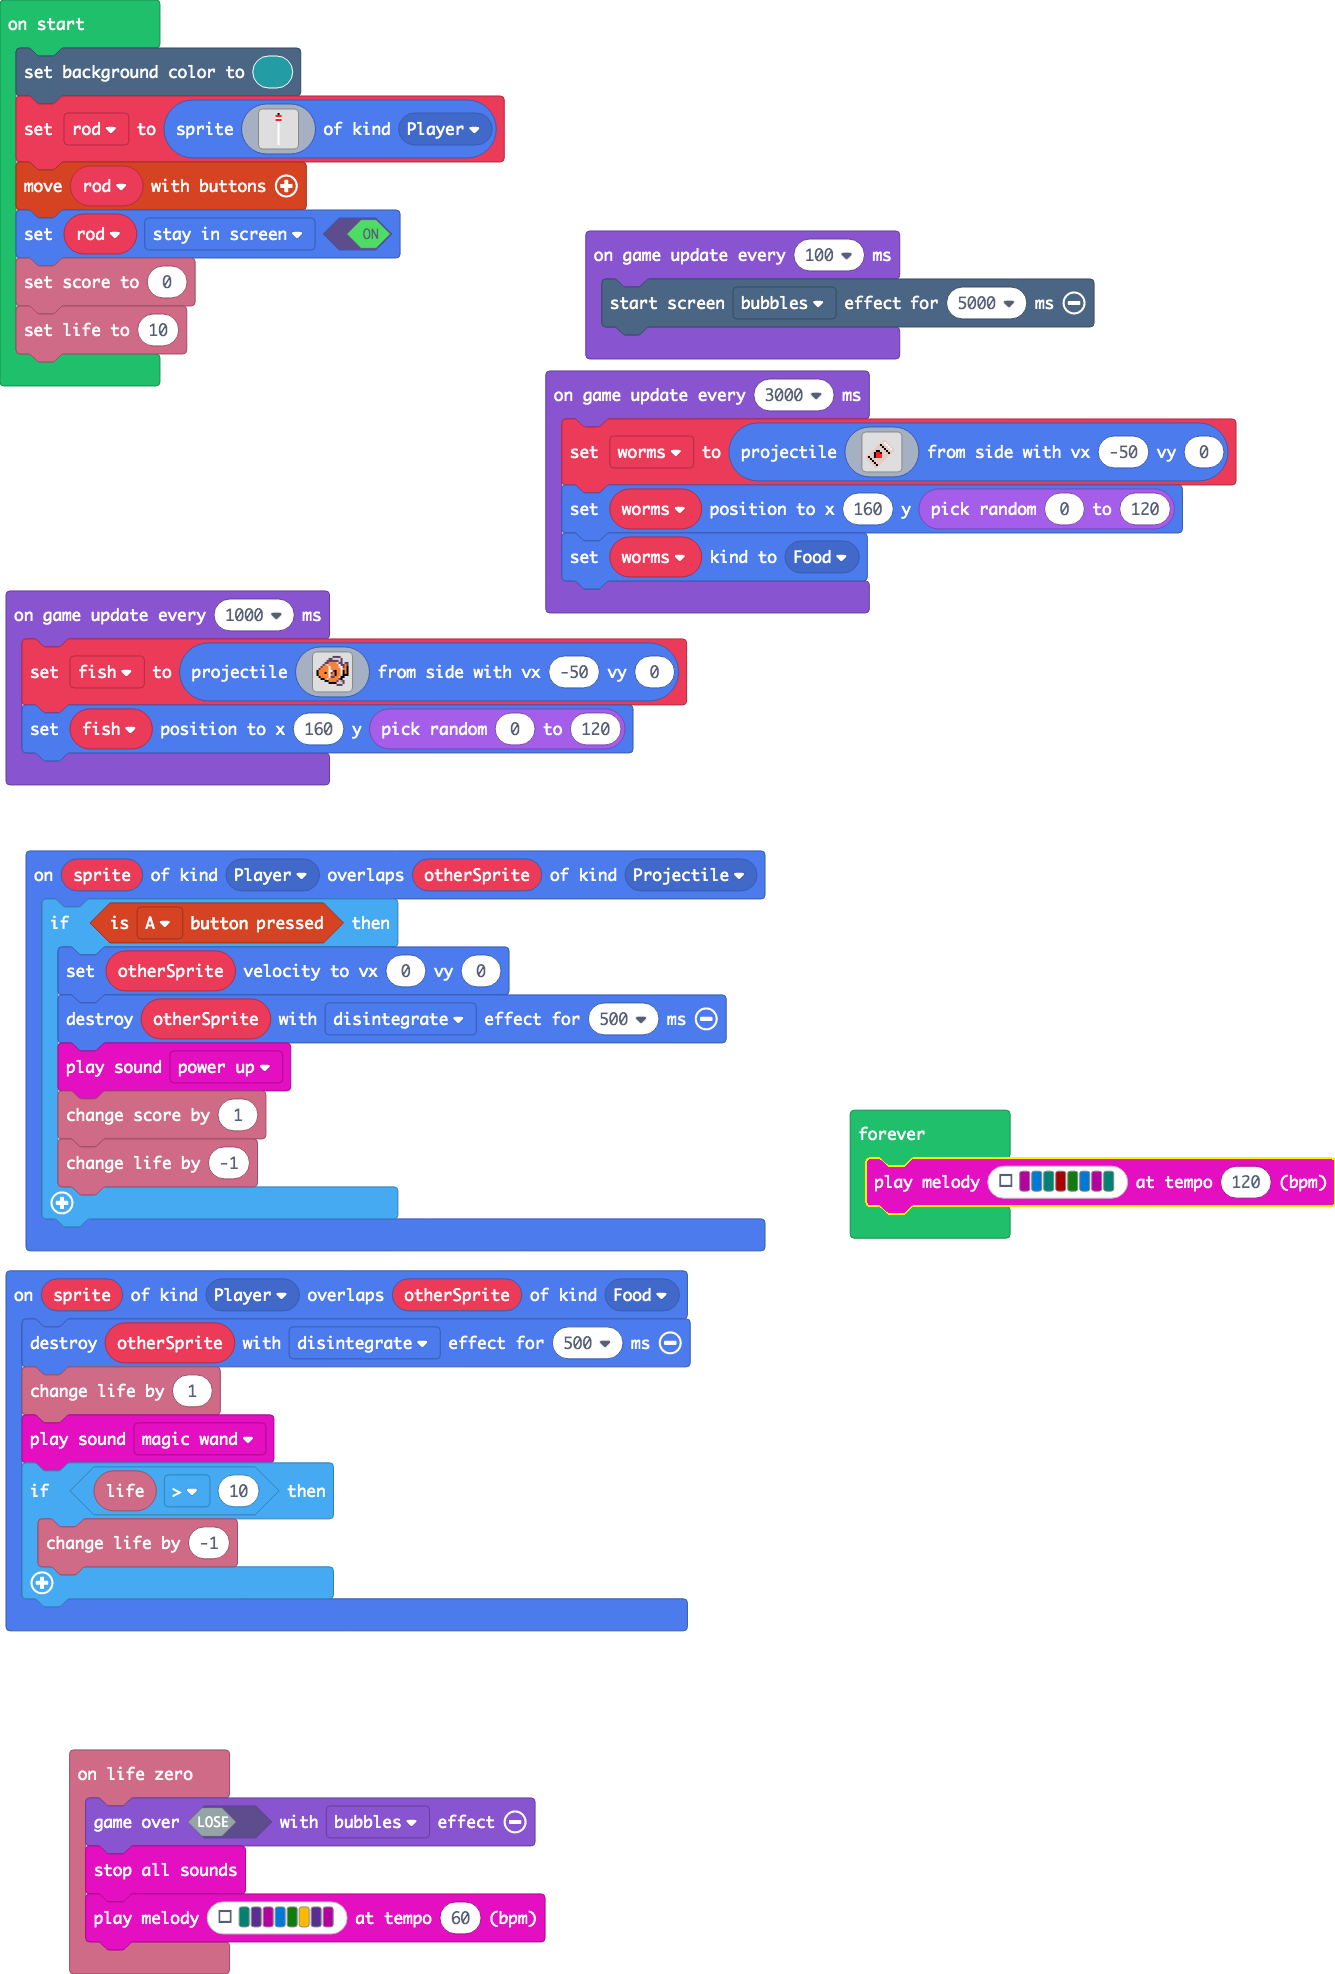 on start
set background color to
set rod to sprite of kind Player
move rod with buttons
set rod stay in screen ON
set score to 0
set life to 10
on game update every 100 ms
start screen bubbles effect for 5000 ms
on game update every 3000 ms
set worms to projectile from side with vx -50 vy 0
set worms position to x 160 y pick random 0 to 120
set worms kind to Food
on game update every 1000 ms
set fish to projectile from side with vx -50 vy 0
set fish position to x 160 y pick random 0 to 120
on sprite of kind Player overlaps otherSprite of kind Projectile
if is A button pressed then
set otherSprite velocity to vx 0 vy 0
destroy otherSprite with disintegrate effect for 500 ms
play sound power up
change score by 1
change life by -1
forever
play melody at tempo 120 (bpm)
on sprite of kind Player overlaps otherSprite of kind Food
destroy otherSprite with disintegrate effect for 500 ms
change life by 1
play sound magic wand
if life > 10 then
change life by -1
on life zero
game over LOSE with bubbles effect
stop all sounds
play melody at tempo 60 (bpm)